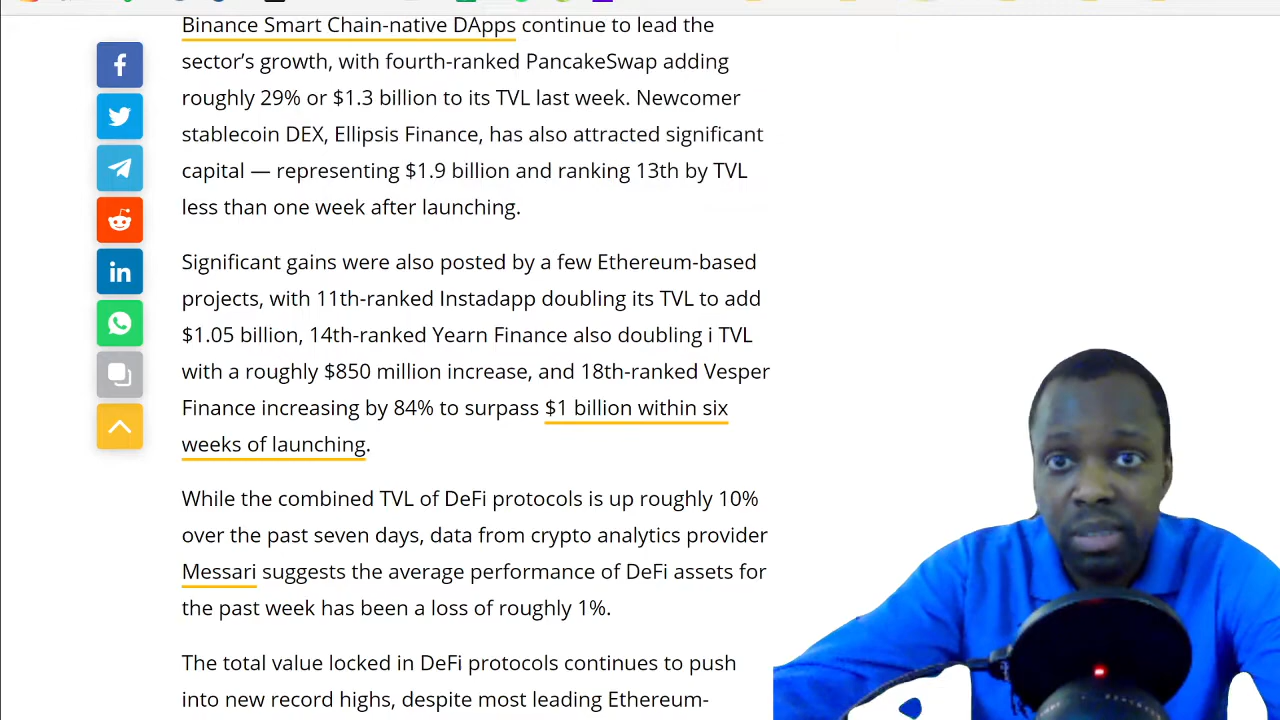 Binance Smart Chain-native DApps continue to lead the
sector’s growth, with fourth-ranked PancakeSwap adding
roughly 29% or $1.3 billion to its TVL last week. Newcomer
stablecoin DEX, Ellipsis Finance, has also attracted significant
capital — representing $1.9 billion and ranking 13th by TVL
less than one week after launching.
Significant gains were also posted by a few Ethereum-based
projects, with 11th-ranked Instadapp doubling its TVL to add
$1.05 billion, 14th-ranked Yearn Finance also doubling i TVL
with a roughly $850 million increase, and 18th-ranked Vesper
Finance increasing by 84% to surpass $1 billion within six
weeks of launching.
While the combined TVL of DeFi protocols is up roughly 10%
over the past seven days, data from crypto analytics provider
Messari suggests the average performance of DeFi assets for
the past week has been a loss of roughly 1%.
The total value locked in DeFi protocols continues to push
into new record highs, despite most leading Ethereum-